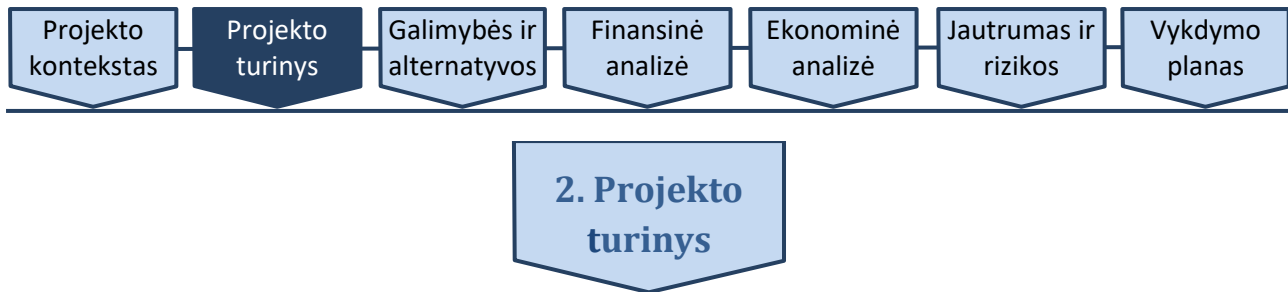 Projekto kontekstas
Projekto turinys
Galimybės ir alternatyvos
Finansinė analizė
Ekonominė analizė
Jautrumas ir rizikos
Vykdymo planas
2. Projekto
turinys